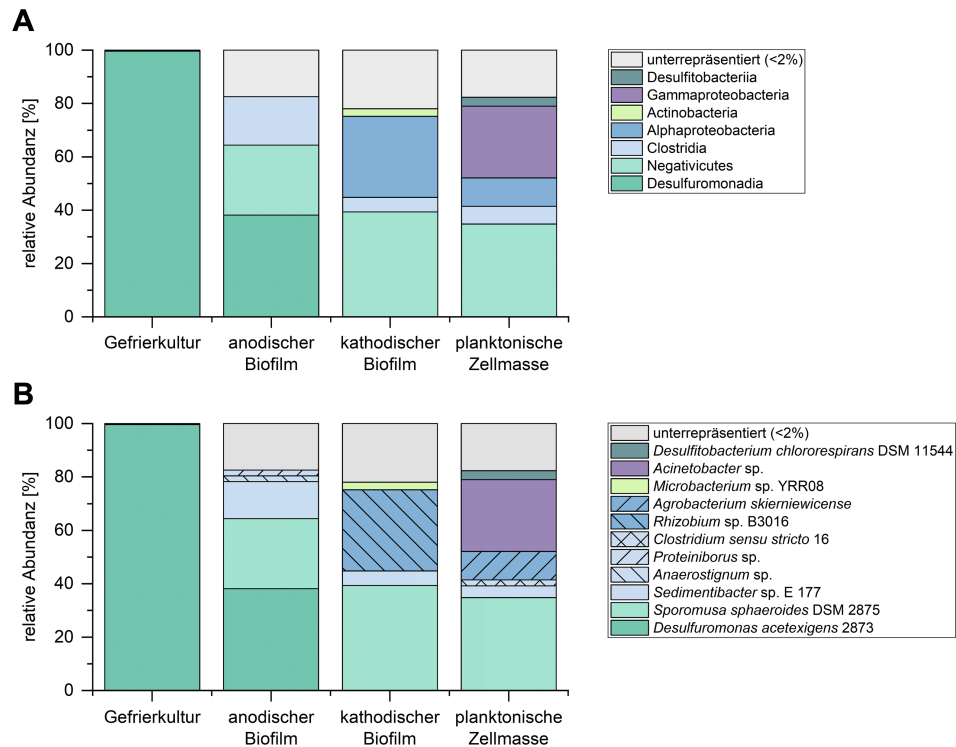 A
relative Abundanz [%]
100
80
60
40
20
0
Gefrierkultur
anodischer
Biofilm
kathodischer
Biofilm
planktonische
Zellmasse
unterrepräsentiert (<2%)
Desulfitobacteriia
Gammaproteobacteria
Actinobacteria
Alphaproteobacteria
Clostridia
Negativicutes
Desulfuromonadia
B
relative Abundanz [%]
100
80
60
40
20
0
Gefrierkultur
anodischer
Biofilm
kathodischer
Biofilm
planktonische
Zellmasse
unterrepräsentiert (<2%)
Desulfitobacterium chlororespirans DSM 11544
Acinetobacter sp.
Microbacterium sp. YRR08
Agrobacterium skierniewicense
Rhizobium sp. B3016
Clostridium sensu stricto 16
Proteiniborus sp.
Anaerostignum sp.
Sedimentibacter sp. E 177
Sporomusa sphaeroides DSM 2875
Desulfuromonas acetexigens 2873